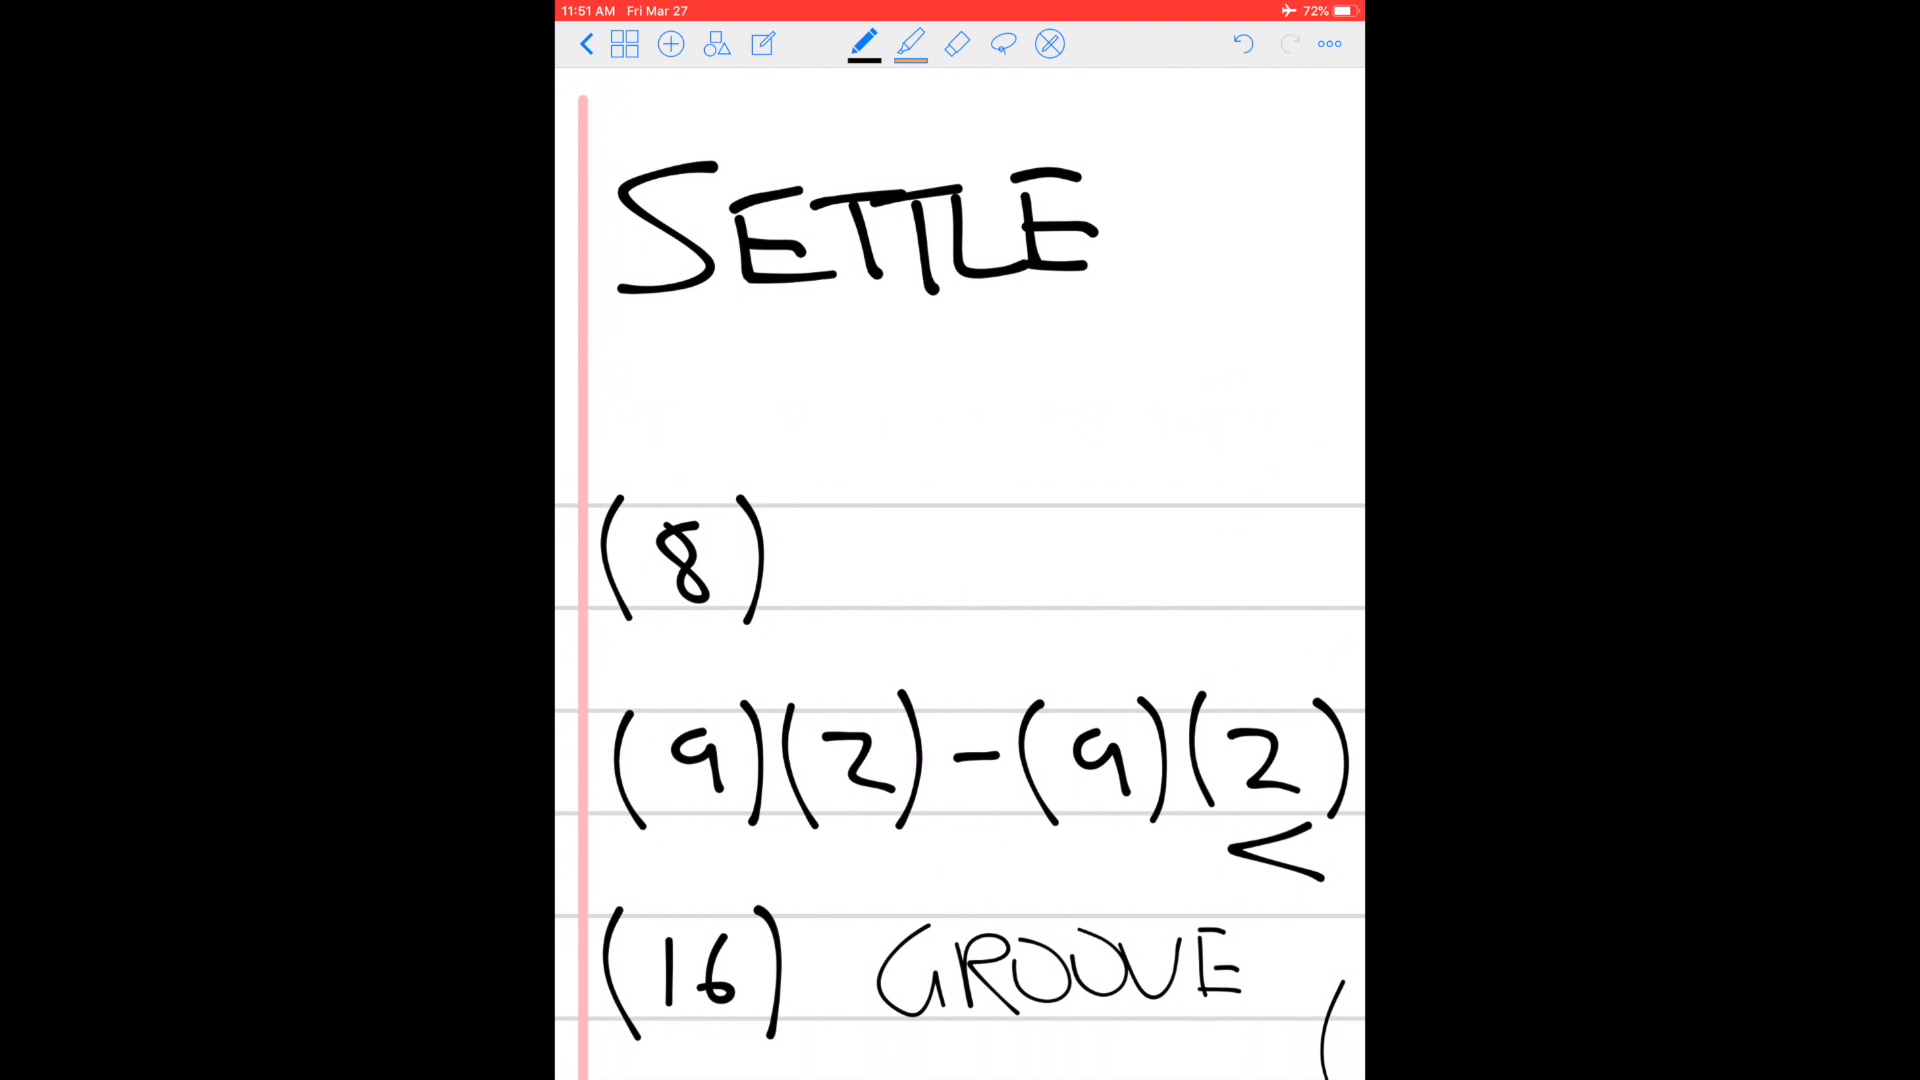 11:51 AM Fri Mar 27 72%
SETTLE
(8)
(9)(2)-(9)(2)
<
(16) GROOVE (